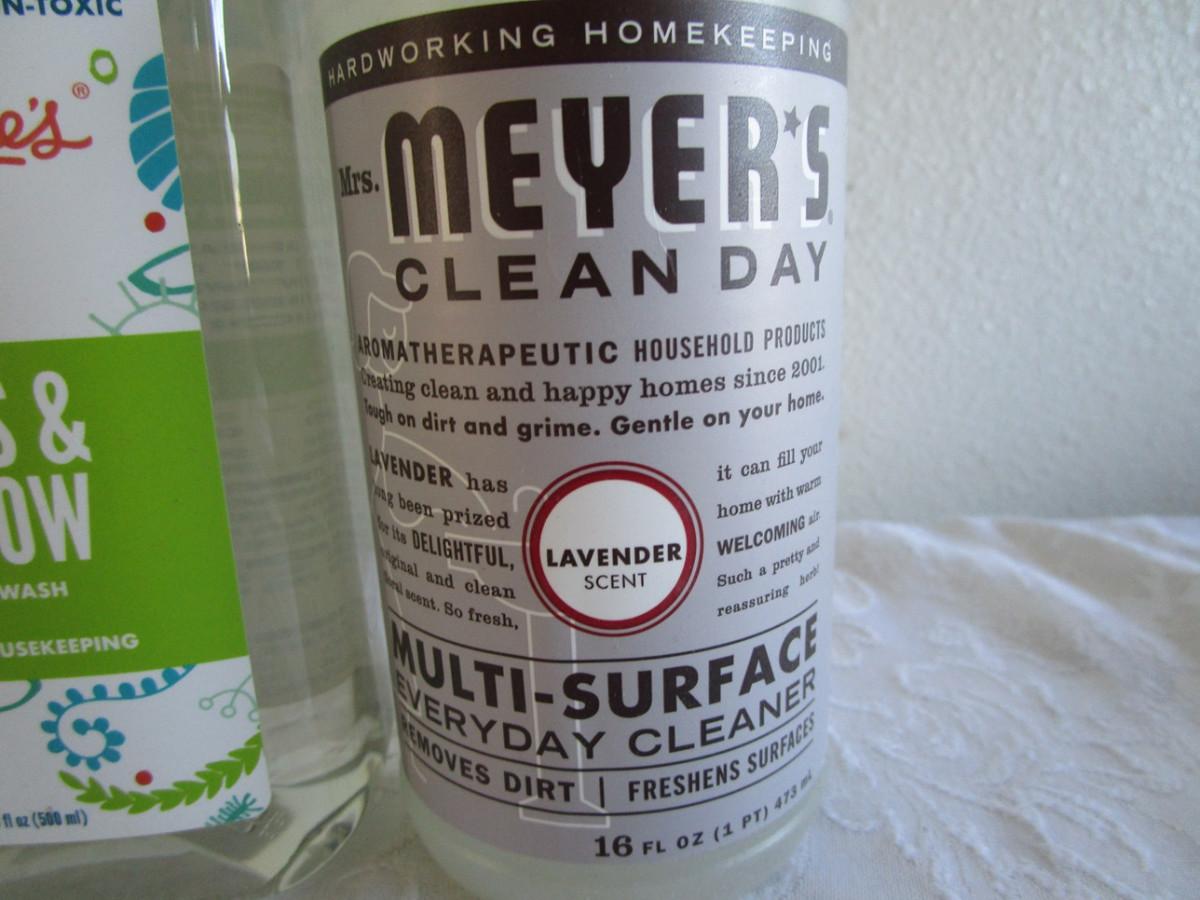 N-TOXIC
e's®
S &
OW
WASH
USEKEEPING
fl oz (500 ml)
HARDWORKING HOMEKEEPING
Mrs. MEYER'S
CLEAN DAY
AROMATHERAPEUTIC HOUSEHOLD PRODUCTS
Creating clean and happy homes since 2001.
Tough on dirt and grime. Gentle on your home.
LAVENDER has
long been prized
for its DELIGHTFUL,
original and clean
floral scent. So fresh,
LAVENDER
SCENT
it can fill your
home with warm
WELCOMING air.
Such a pretty and
reassuring herb!
MULTI-SURFACE
EVERYDAY CLEANER
REMOVES DIRT | FRESHENS SURFACES
16 FL OZ (1 PT) 473 mL